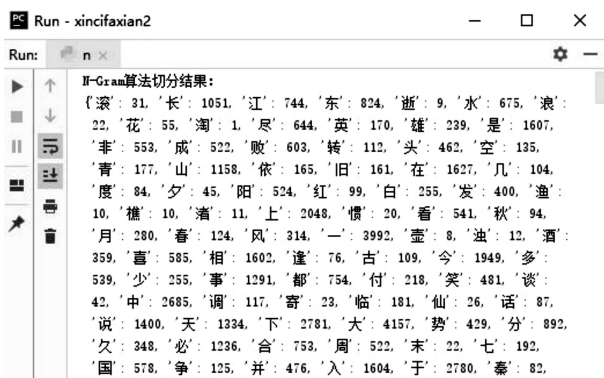 Run - xincifaxian2
Run: n
N-Gram算法切分结果:
{'滚': 31, '长': 1051, '江': 744, '东': 824, '逝': 9, '水': 675, '浪':
22, '花': 55, '淘': 1, '尽': 644, '英': 170, '雄': 239, '是': 1607,
'非': 553, '成': 522, '败': 603, '转': 112, '头': 462, '空': 135,
'青': 177, '山': 1158, '依': 165, '旧': 161, '在': 1627, '几': 104,
'度': 84, '夕': 45, '阳': 524, '红': 99, '白': 255, '发': 400, '渔':
10, '樵': 10, '渚': 11, '上': 2048, '惯': 20, '看': 541, '秋': 94,
'月': 280, '春': 124, '风': 314, '一': 3992, '壶': 8, '浊': 12, '酒':
359, '喜': 585, '相': 1602, '逢': 76, '古': 109, '今': 1949, '多':
539, '少': 255, '事': 1291, '都': 754, '付': 218, '笑': 481, '谈':
42, '中': 2685, '调': 117, '寄': 23, '临': 181, '仙': 26, '话': 87,
'说': 1400, '天': 1334, '下': 2781, '大': 4157, '势': 429, '分': 892,
'久': 348, '必': 1236, '合': 753, '周': 522, '末': 22, '七': 192,
'国': 578, '争': 125, '并': 476, '入': 1604, '于': 2780, '秦': 82,